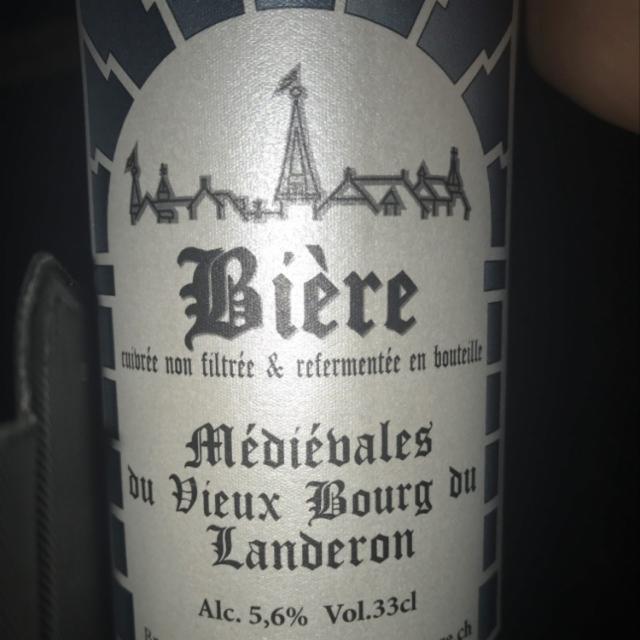 Bière
cuivrée non filtrée & refermentée en bouteille
Médiévales
du Vieux Bourg du
Landeron
Alc. 5,6% Vol.33cl